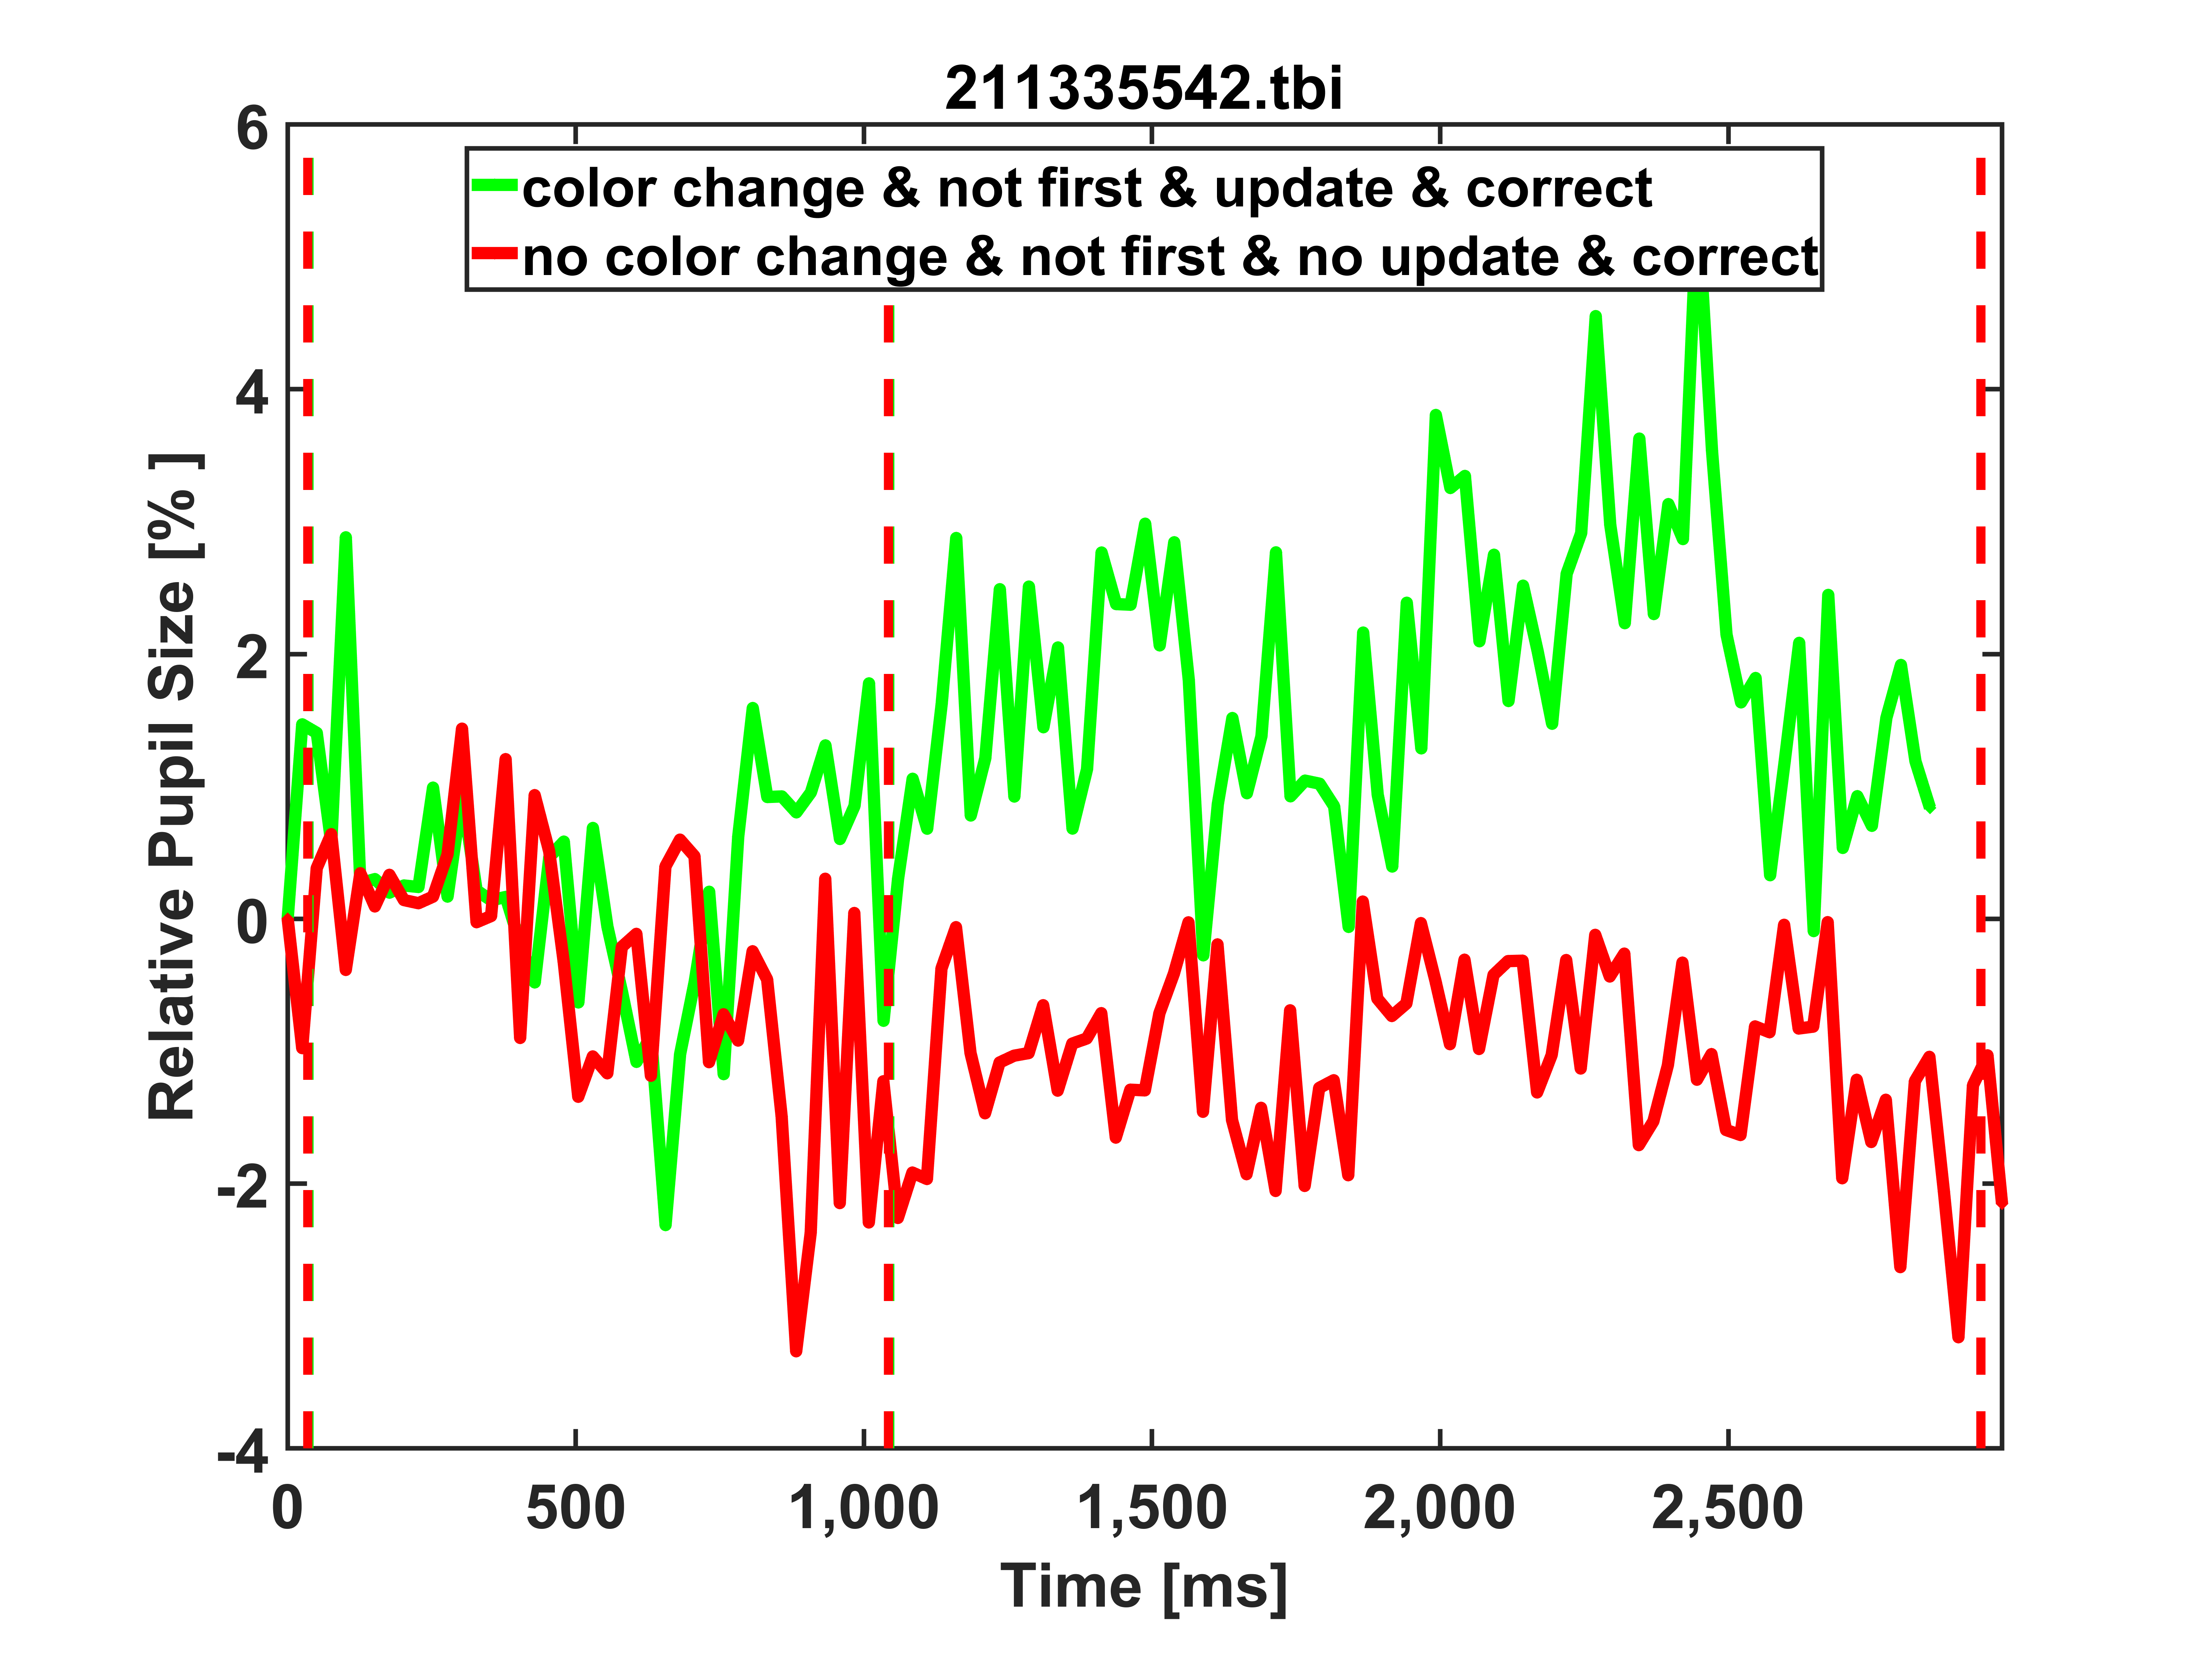 211335542.tbi
6
color change & not first & update & correct
no color change & not first & no update & correct
4
2
0
-2
-4
Relative Pupil Size [% ]
0 500 1,000 1,500 2,000 2,500
Time [ms]